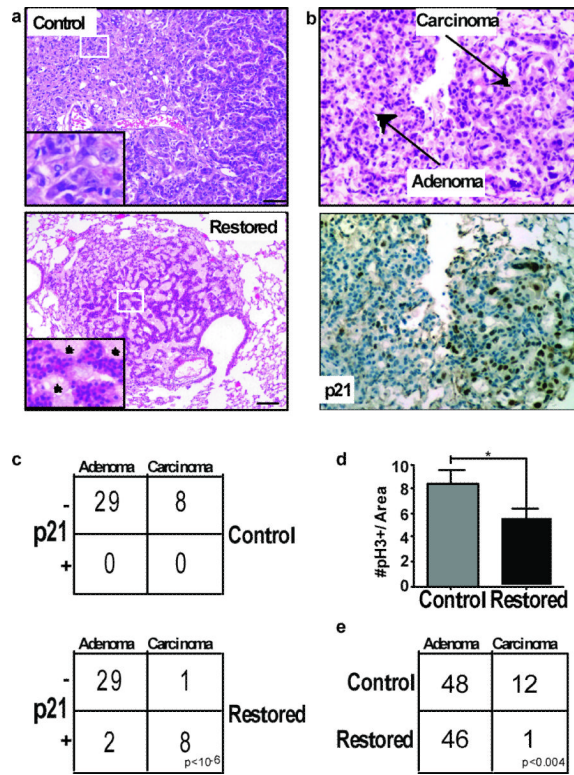 a
Control
Restored
b
Carcinoma
Adenoma
p21
c
Adenoma Carcinoma
- 29 8
p21
+ 0 0
Control
Adenoma Carcinoma
- 29 1
p21
+ 2 8
p<10-6
Restored
d
*
#pH3+/ Area
10
8
6
4
2
0
Control Restored
e
Adenoma Carcinoma
Control 48 12
Restored 46 1
p<0.004